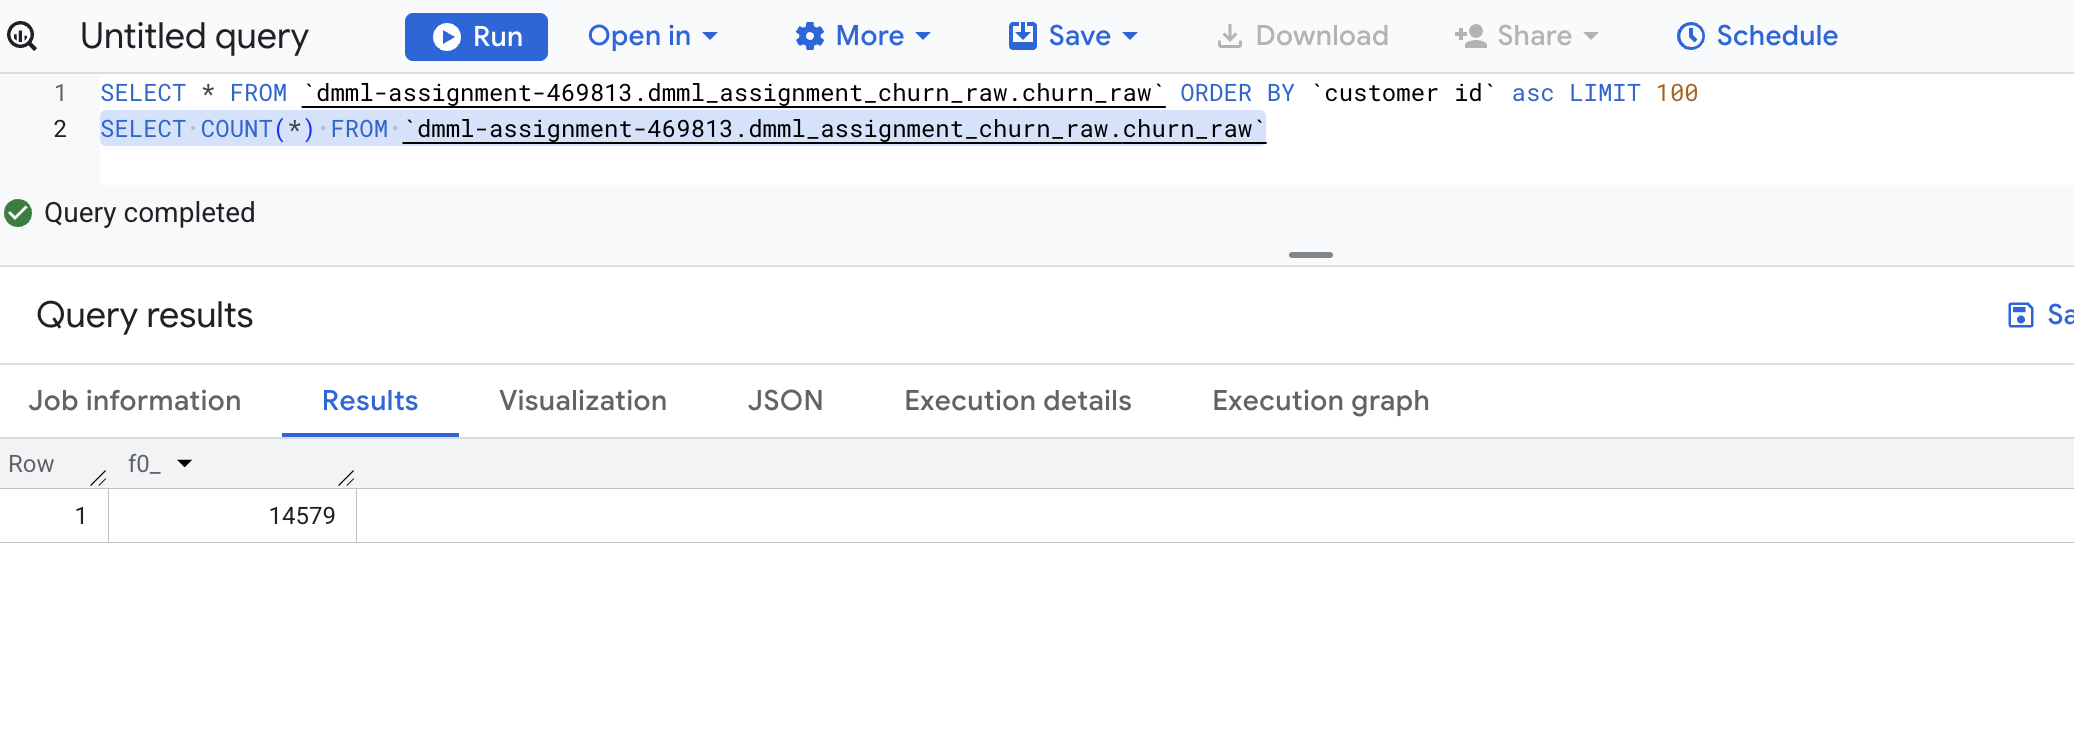 Untitled query Run Open in More Save Download Share Schedule
1 SELECT * FROM `dmml-assignment-469813.dmml_assignment_churn_raw.churn_raw` ORDER BY `customer id` asc LIMIT 100
2 SELECT COUNT(*) FROM `dmml-assignment-469813.dmml_assignment_churn_raw.churn_raw`
Query completed
Query results Sa
Job information Results Visualization JSON Execution details Execution graph
Row f0_
1 14579